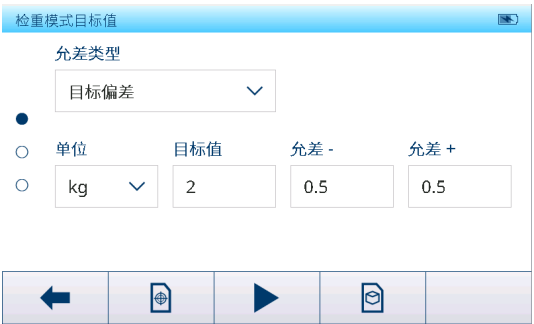 检重模式目标值
允差类型
目标偏差
单位 目标值 允差 - 允差 +
kg 2 0.5 0.5